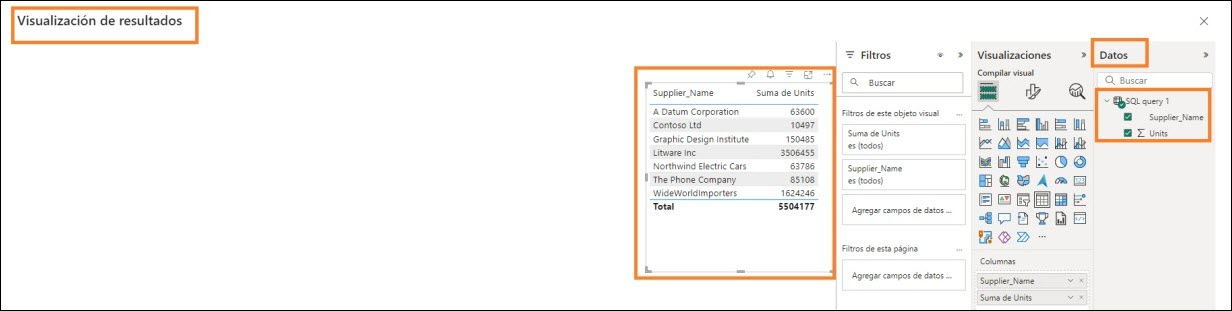 Visualización de resultados
Supplier_Name Suma de Units
A Datum Corporation 63600
Contoso Ltd 10497
Graphic Design Institute 150485
Litware Inc 3506455
Northwind Electric Cars 63786
The Phone Company 85108
WideWorldImporters 1624246
Total 5504177
Filtros
Buscar
Filtros de este objeto visual ...
Suma de Units
es (todos)
Supplier_Name
es (todos)
Agregar campos de datos ...
Filtros de esta página ...
Agregar campos de datos ...
Visualizaciones
Compilar visual
...
Columnas
Supplier_Name
Suma de Units
Datos
Buscar
SQL query 1
Supplier_Name
∑ Units